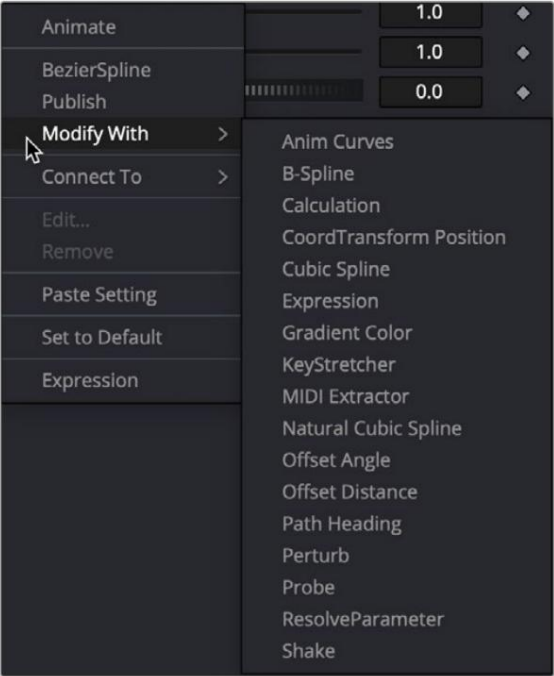 1.0
Animate
1.0
BezierSpline
0.0
Publish
Modify With
Connect To
Edit...
Remove
Paste Setting
Set to Default
Expression
Anim Curves
B-Spline
Calculation
CoordTransform Position
Cubic Spline
Expression
Gradient Color
KeyStretcher
MIDI Extractor
Natural Cubic Spline
Offset Angle
Offset Distance
Path Heading
Perturb
Probe
ResolveParameter
Shake